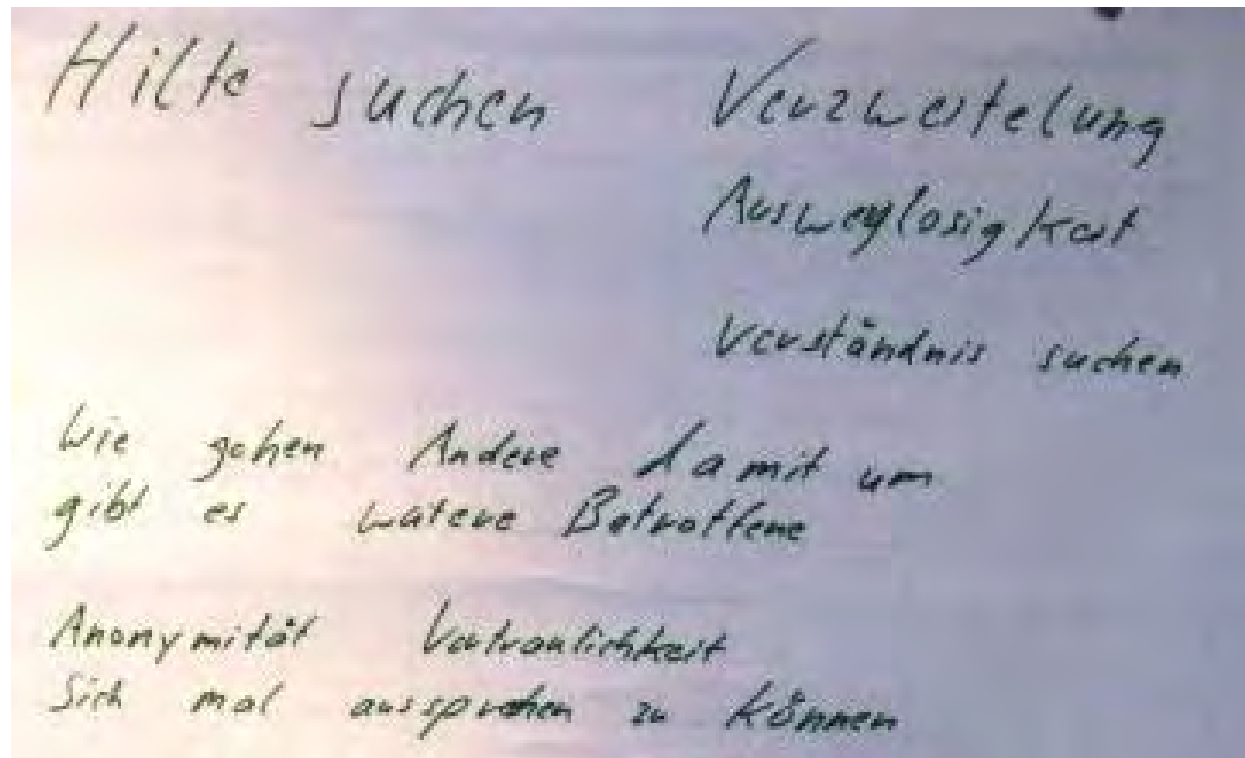 Hilfe suchen Verzweifelung
Ausweglosigkeit
Verständnis suchen
Wie gehen Andere damit um
gibt es weitere Betroffene
Anonymität Vertraulichkeit
Sich mal aussprechen zu können